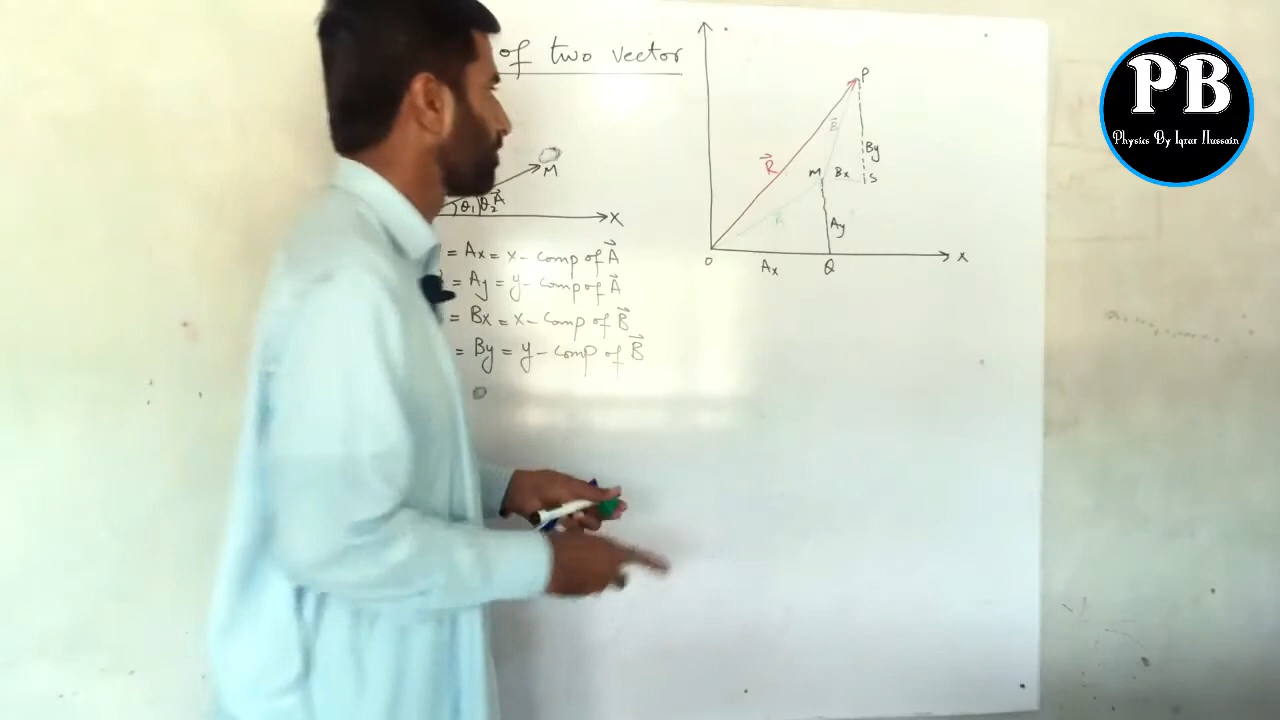 of two vector
M
θ₁ θ₂ A⃗
X
= Ax = x - comp of A⃗
= Ay = y - comp of A⃗
= Bx = x - comp of B⃗
= By = y - comp of B⃗
P
B⃗
By
R⃗
M Bx S
A
Ay
O Ax Q X
PB
Physics By Iqrar Hussain